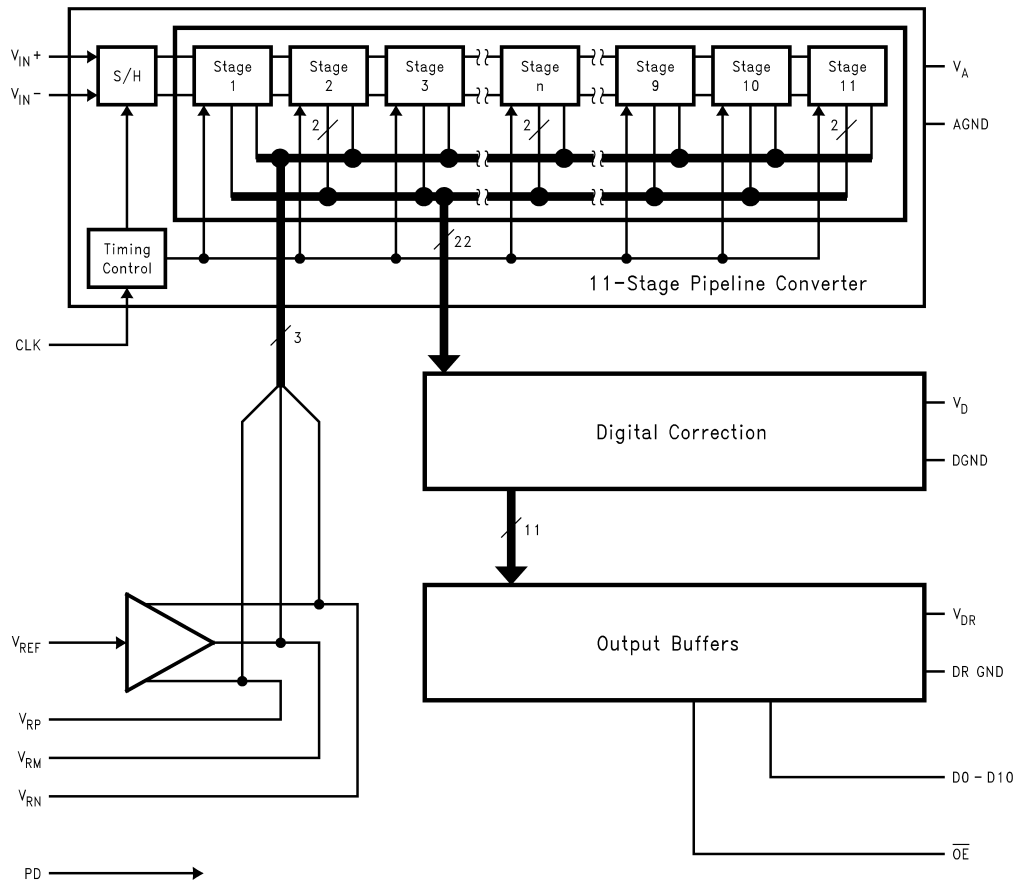 V_IN+
V_IN−
S/H
Stage
1
Stage
2
Stage
3
Stage
n
Stage
9
Stage
10
Stage
11
V_A
AGND
2
2
2
Timing
Control
22
11-Stage Pipeline Converter
CLK
3
Digital Correction
V_D
DGND
11
V_REF
V_RP
V_RM
V_RN
Output Buffers
V_DR
DR GND
D0-D10
O̅E̅
PD